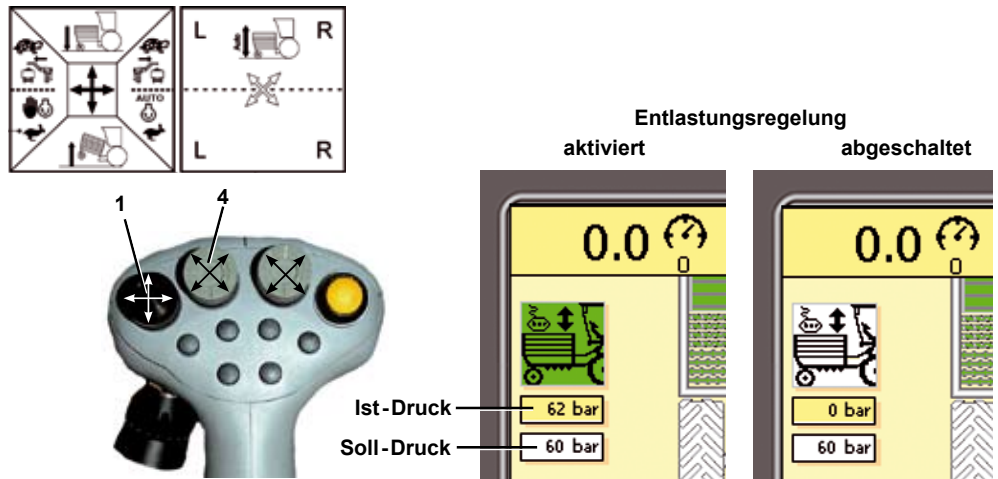 L R
AUTO
L R
Entlastungsregelung
aktiviert abgeschaltet
1 4
0.0 0
0.0 0
Ist-Druck 62 bar 0 bar
Soll-Druck 60 bar 60 bar